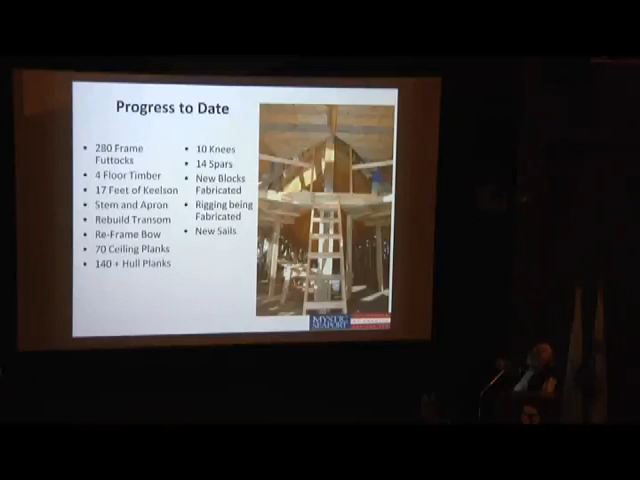 Progress to Date
• 280 Frame
Futtocks
• 4 Floor Timber
• 17 Feet of Keelson
• Stem and Apron
• Rebuild Transom
• Re-Frame Bow
• 70 Ceiling Planks
• 140 + Hull Planks
• 10 Knees
• 14 Spars
• New Blocks
Fabricated
• Rigging being
Fabricated
• New Sails
MYSTIC
SEAPORT